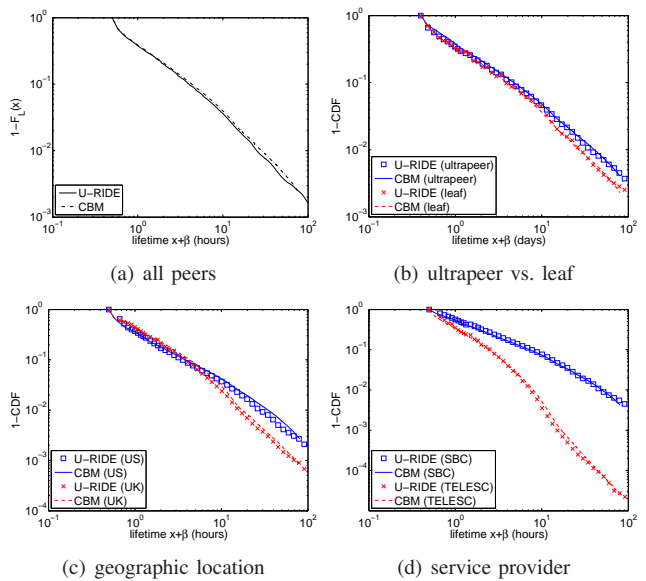 10^0
10^-1
10^-2
10^-3
1-F_L(x)
U-RIDE
CBM
10^-1 10^0 10^1 10^2
lifetime x+β (hours)
(a) all peers
10^0
10^-1
10^-2
10^-3
1-CDF
U-RIDE (ultrapeer)
CBM (ultrapeer)
U-RIDE (leaf)
CBM (leaf)
10^-1 10^0 10^1 10^2
lifetime x+β (days)
(b) ultrapeer vs. leaf
10^0
10^-1
10^-2
10^-3
10^-4
1-CDF
U-RIDE (US)
CBM (US)
U-RIDE (UK)
CBM (UK)
10^-1 10^0 10^1 10^2
lifetime x+β (hours)
(c) geographic location
10^0
10^-1
10^-2
10^-3
10^-4
1-CDF
U-RIDE (SBC)
CBM (SBC)
U-RIDE (TELESC)
CBM (TELESC)
10^-1 10^0 10^1 10^2
lifetime x+β (hours)
(d) service provider